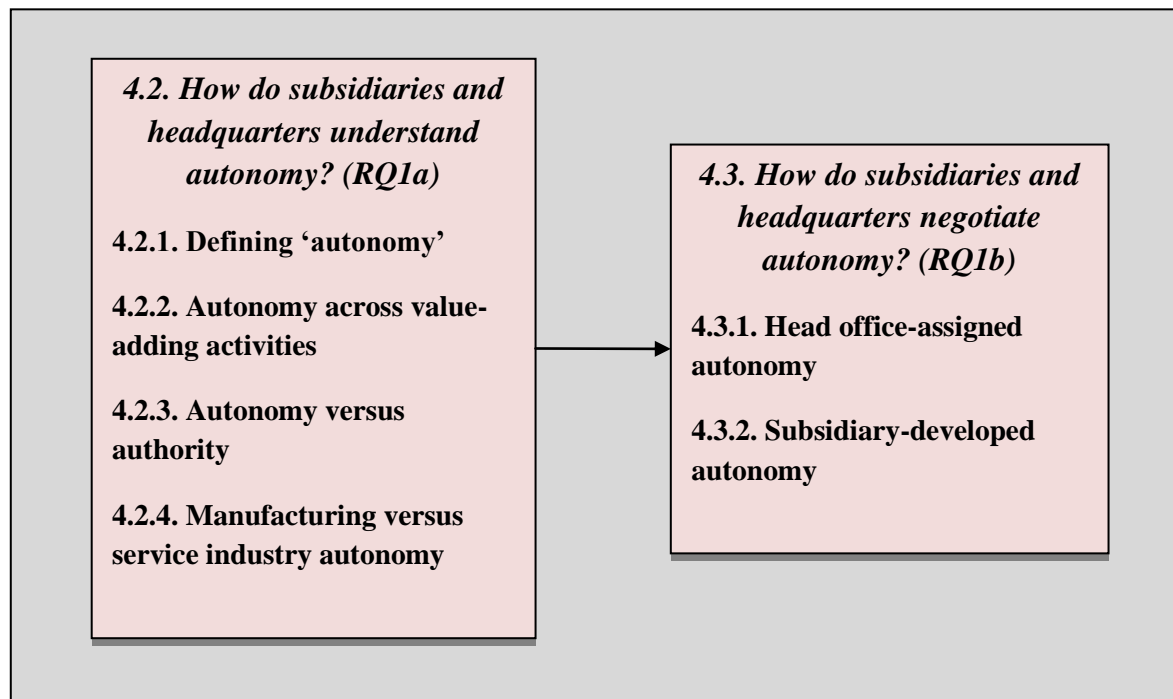 4.2. How do subsidiaries and
headquarters understand
autonomy? (RQ1a)
4.2.1. Defining ‘autonomy’
4.2.2. Autonomy across value-
adding activities
4.2.3. Autonomy versus
authority
4.2.4. Manufacturing versus
service industry autonomy
4.3. How do subsidiaries and
headquarters negotiate
autonomy? (RQ1b)
4.3.1. Head office-assigned
autonomy
4.3.2. Subsidiary-developed
autonomy